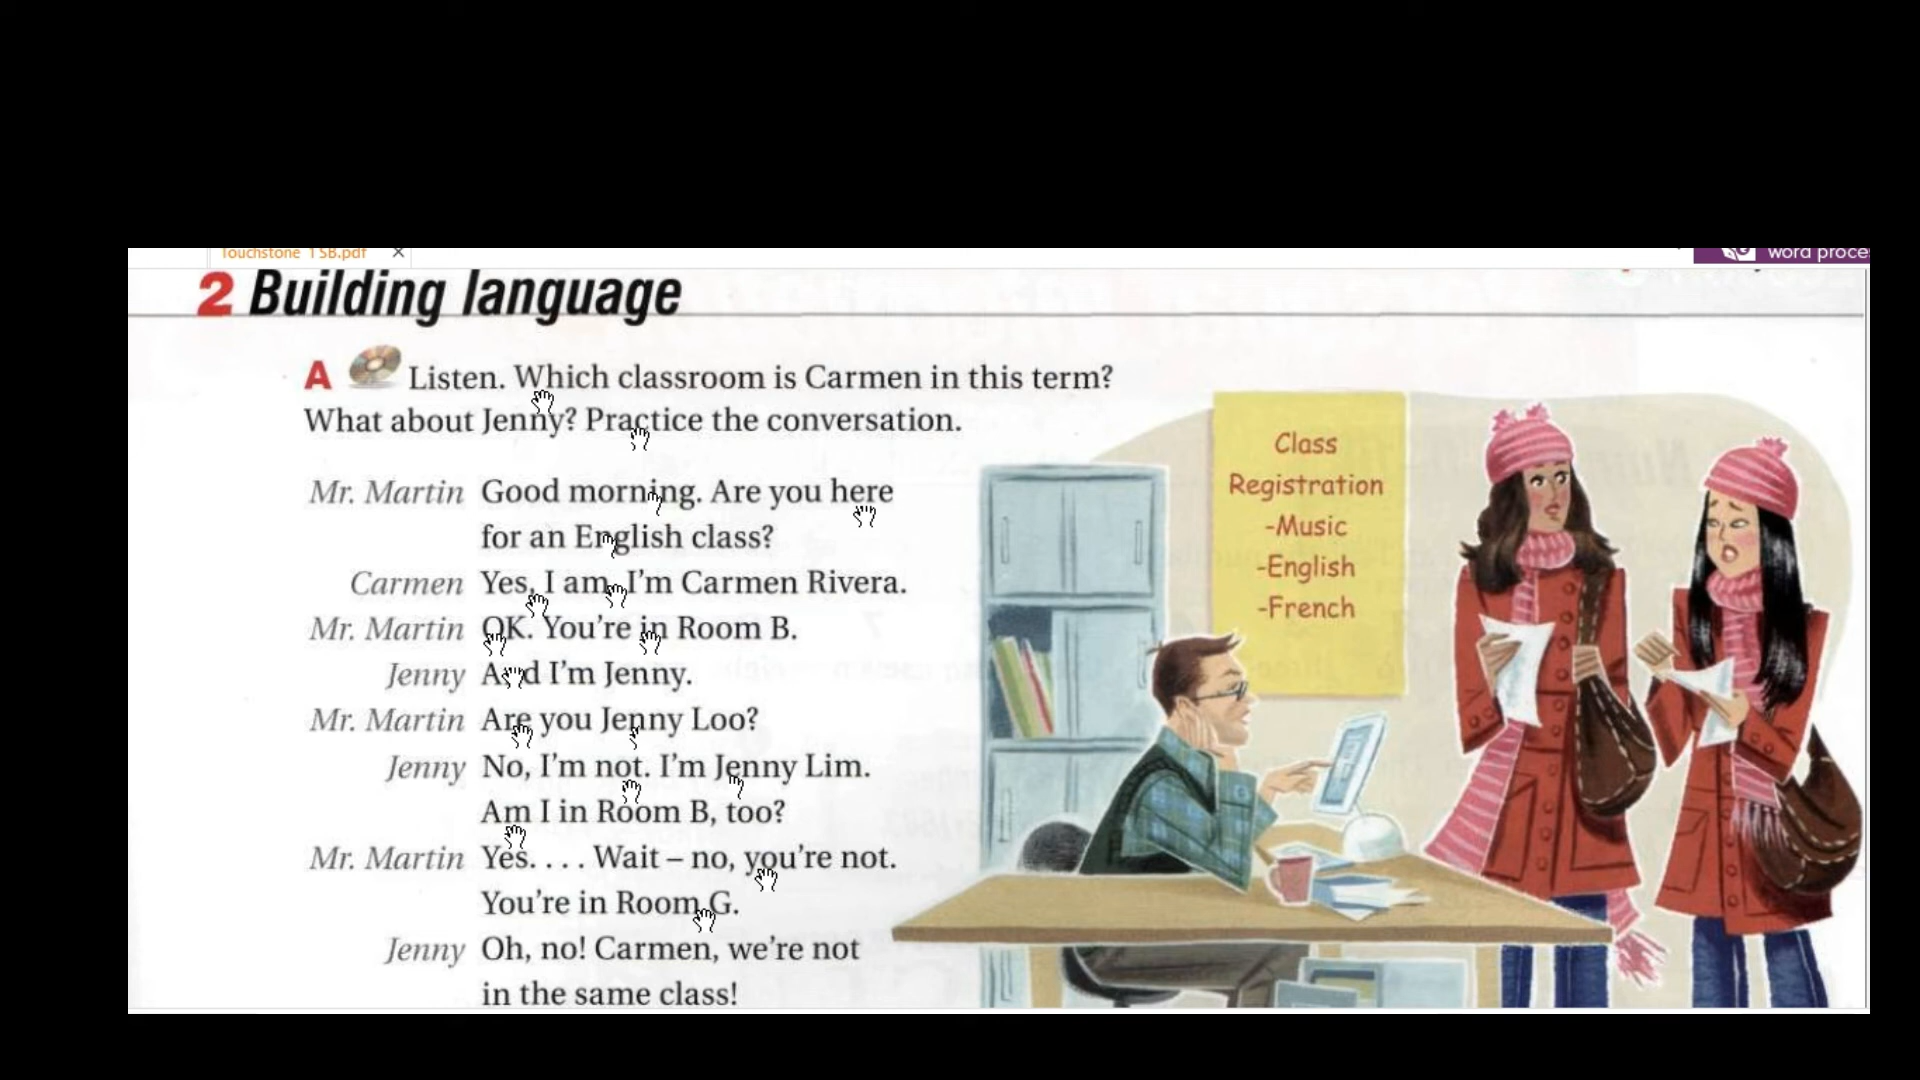 Touchstone 1 SB.pdf
word proce
2 Building language
A Listen. Which classroom is Carmen in this term?
What about Jenny? Practice the conversation.
Mr. Martin Good morning. Are you here
for an English class?
Carmen Yes, I am. I'm Carmen Rivera.
Mr. Martin OK. You're in Room B.
Jenny And I'm Jenny.
Mr. Martin Are you Jenny Loo?
Jenny No, I'm not. I'm Jenny Lim.
Am I in Room B, too?
Mr. Martin Yes. . . . Wait – no, you're not.
You're in Room G.
Jenny Oh, no! Carmen, we're not
in the same class!
Class
Registration
-Music
-English
-French